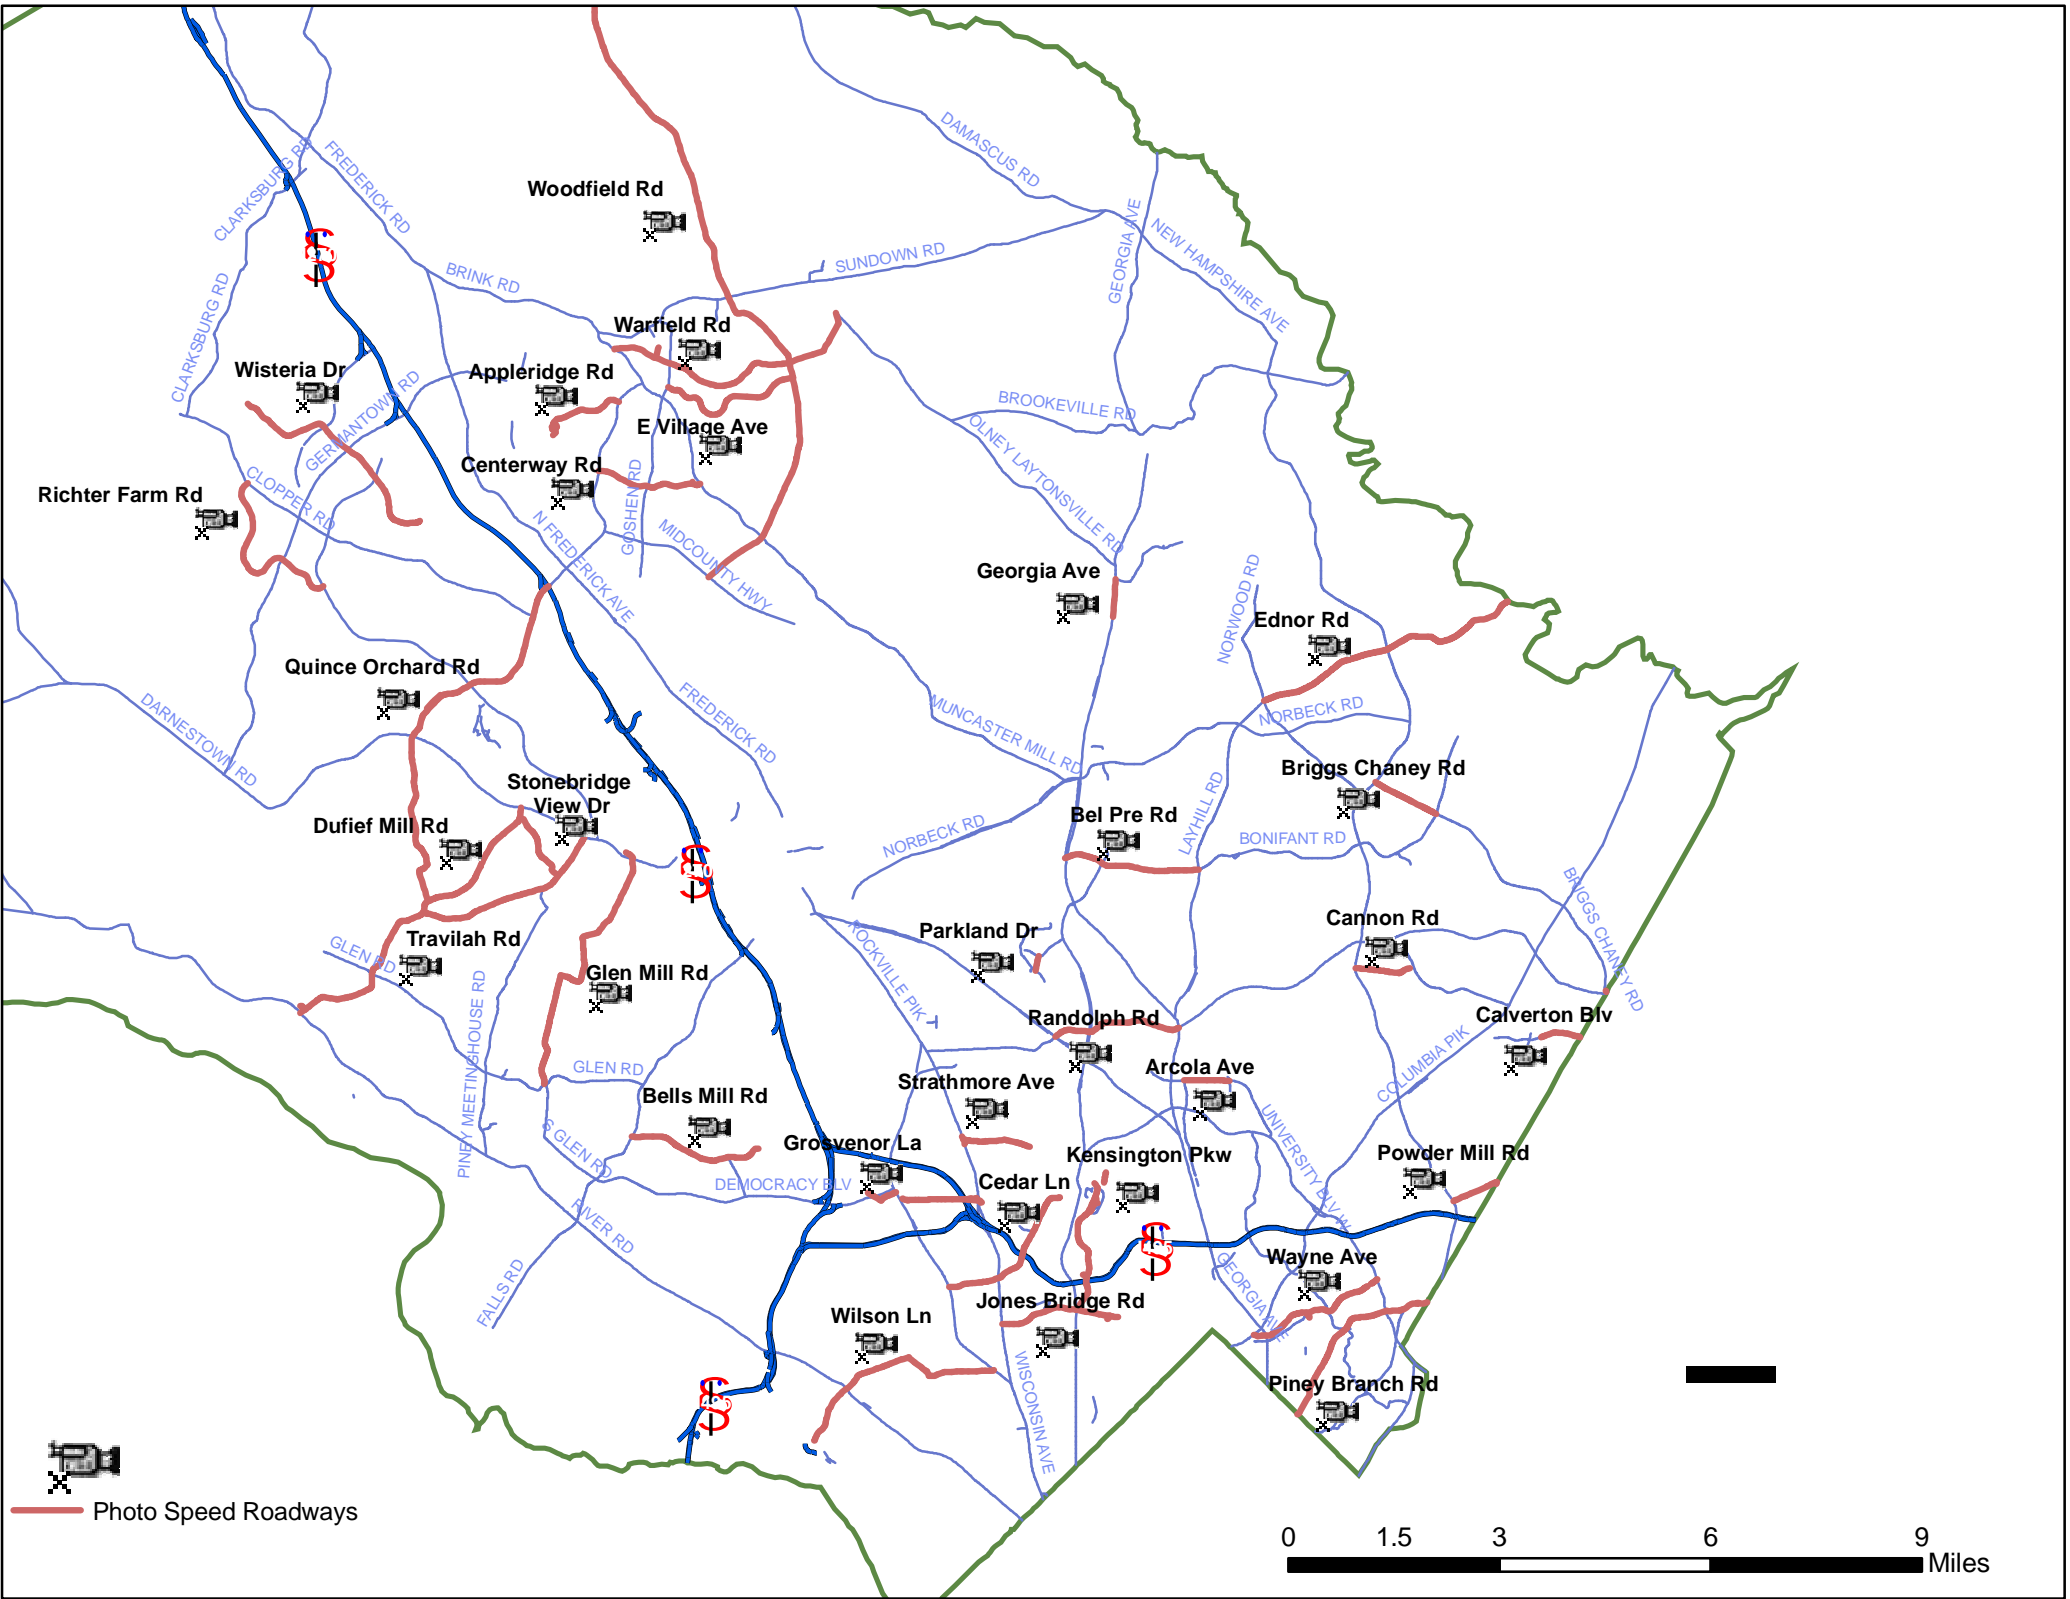 DAMASCUS RD
CLARKSBURG RD
FREDERICK RD
Woodfield Rd
GEORGIA AVE
NEW HAMPSHIRE AVE
SUNDOWN RD
BRINK RD
CLARKSBURG RD
Warfield Rd
Wisteria Dr
Appleridge Rd
GERMANTOWN RD
BROOKEVILLE RD
E Village Ave
OLNEY LAYTONSVILLE RD
Centerway Rd
GOSHEN RD
CLOPPER RD
Richter Farm Rd
N FREDERICK AVE
MIDCOUNTY HWY
Georgia Ave
NORWOOD RD
Ednor Rd
Quince Orchard Rd
DARNESTOWN RD
FREDERICK RD
MUNCASTER MILL RD
NORBECK RD
Briggs Chaney Rd
Stonebridge
View Dr
Dufief Mill Rd
NORBECK RD
Bel Pre Rd
LAYHILL RD
BONIFANT RD
BRIGGS CHANEY RD
Cannon Rd
Parkland Dr
ROCKVILLE PIK
GLEN RD
Travilah Rd
Glen Mill Rd
PINEY MEETINGHOUSE RD
Randolph Rd
Calverton Blv
COLUMBIA PIK
GLEN RD
Arcola Ave
Strathmore Ave
Bells Mill Rd
UNIVERSITY BLV W
S GLEN RD
Grosvenor La
Kensington Pkw
Powder Mill Rd
DEMOCRACY BLV
Cedar Ln
RIVER RD
FALLS RD
GEORGIA AVE
Wayne Ave
Jones Bridge Rd
Wilson Ln
WISCONSIN AVE
Piney Branch Rd
Photo Speed Roadways
0 1.5 3 6 9
Miles